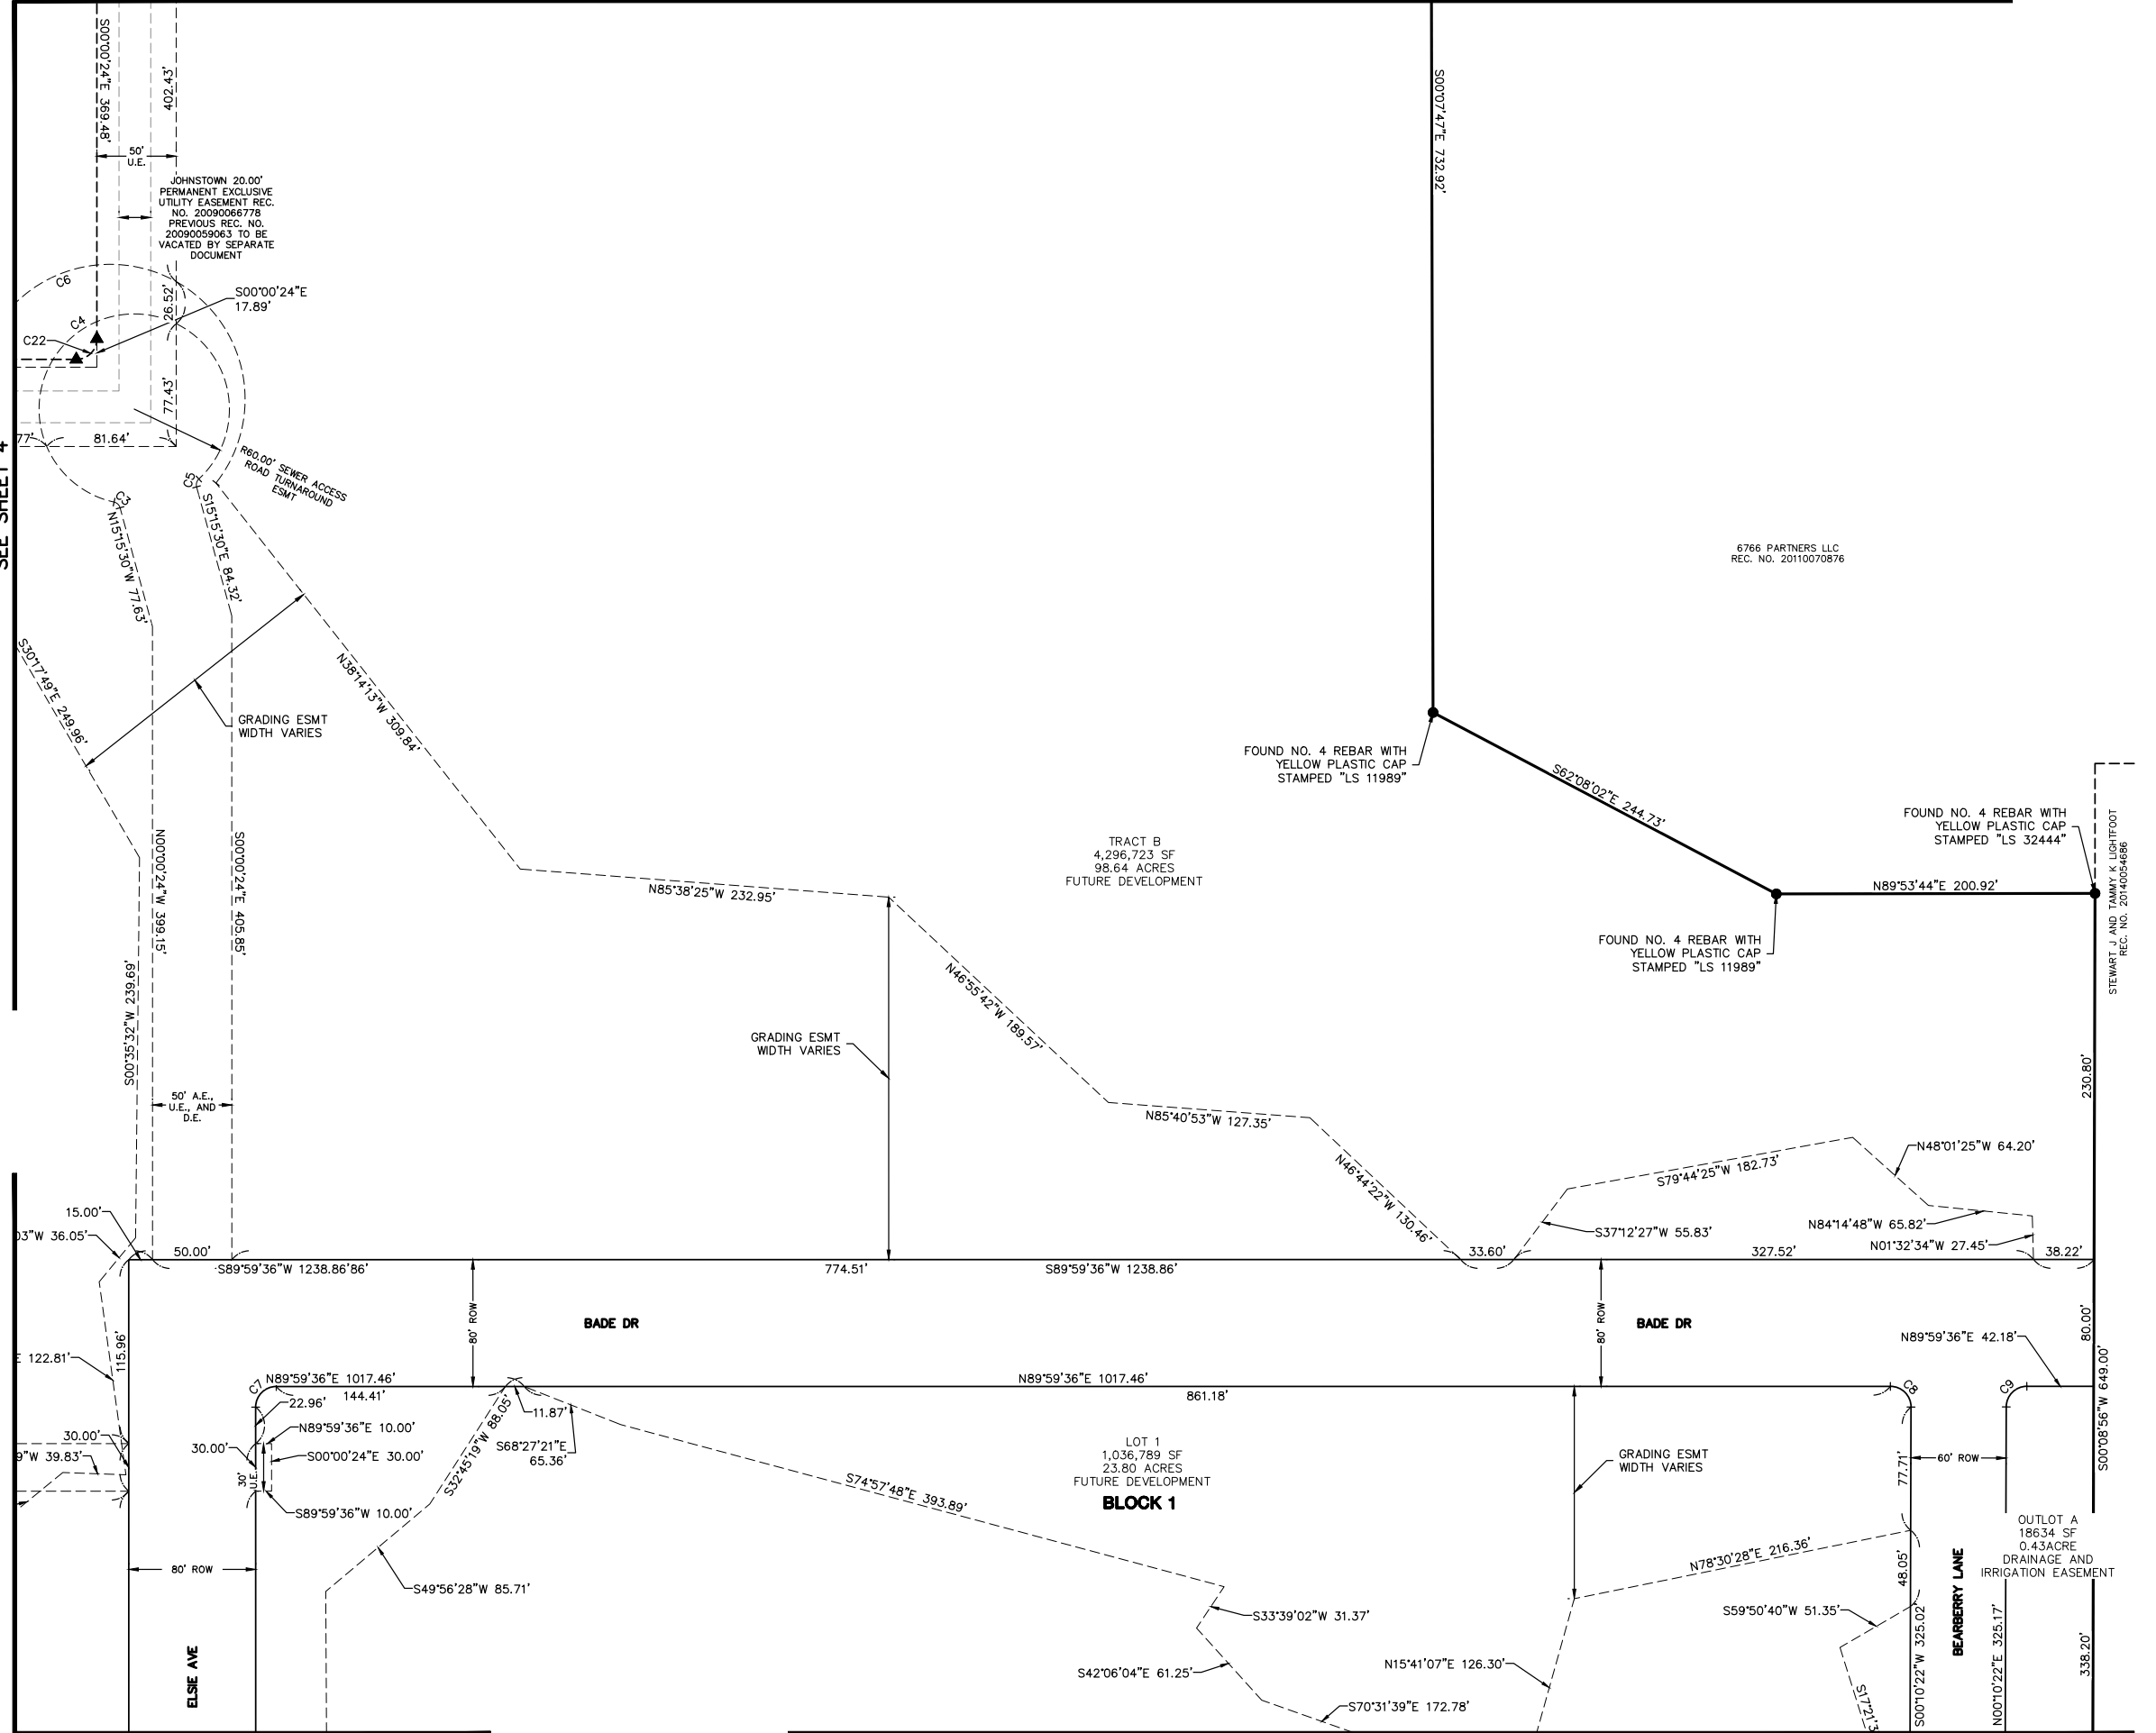 S00°00'24"E 369.48'
402.43'
50'
U.E.
JOHNSTOWN 20.00'
PERMANENT EXCLUSIVE
UTILITY EASEMENT REC.
NO. 20090066778
PREVIOUS REC. NO.
20090059063 TO BE
VACATED BY SEPARATE
DOCUMENT
S00°07'47"E 732.92'
C6
C4
C22
26.52'
S00°00'24"E
17.89'
77.43'
77'
81.64'
SEE SHEET 4
R60.00' SEWER ACCESS
ROAD TURNAROUND
ESMT
C3
C5
N15°15'30"W 77.63'
S15°15'30"E 84.32'
6766 PARTNERS LLC
REC. NO. 20110070876
S30°17'49"E 249.96'
N38°14'13"W 309.84'
GRADING ESMT
WIDTH VARIES
FOUND NO. 4 REBAR WITH
YELLOW PLASTIC CAP
STAMPED "LS 11989"
S62°08'02"E 244.73'
FOUND NO. 4 REBAR WITH
YELLOW PLASTIC CAP
STAMPED "LS 32444"
STEWART J AND TAMMY K LIGHTFOOT
REC. NO. 20140054686
TRACT B
4,296,723 SF
98.64 ACRES
FUTURE DEVELOPMENT
N85°38'25"W 232.95'
N89°53'44"E 200.92'
FOUND NO. 4 REBAR WITH
YELLOW PLASTIC CAP
STAMPED "LS 11989"
N00°00'24"W 399.15'
S00°00'24"E 405.85'
S00°35'32"W 239.69'
N46°55'42"W 189.57'
GRADING ESMT
WIDTH VARIES
230.80'
50' A.E.,
U.E., AND
D.E.
N85°40'53"W 127.35'
N46°44'22"W 130.46'
S79°44'25"W 182.73'
N48°01'25"W 64.20'
S37°12'27"W 55.83'
N84°14'48"W 65.82'
N01°32'34"W 27.45'
15.00'
03"W 36.05'
50.00'
33.60'
327.52'
38.22'
S89°59'36"W 1238.86'86'
774.51'
S89°59'36"W 1238.86'
80' ROW
BADE DR
80' ROW
BADE DR
80.00'
N89°59'36"E 42.18'
115.96'
E 122.81'
S00°08'56"W 649.00'
C7
N89°59'36"E 1017.46'
144.41'
N89°59'36"E 1017.46'
861.18'
C8
C9
22.96'
11.87'
N89°59'36"E 10.00'
30.00'
30.00'
S00°00'24"E 30.00'
30'
U.E.
9"W 39.83'
S89°59'36"W 10.00'
S32°45'19"W 88.05'
S68°27'21"E
65.36'
S74°57'48"E 393.89'
LOT 1
1,036,789 SF
23.80 ACRES
FUTURE DEVELOPMENT
BLOCK 1
GRADING ESMT
WIDTH VARIES
77.71'
60' ROW
OUTLOT A
18634 SF
0.43ACRE
DRAINAGE AND
IRRIGATION EASEMENT
80' ROW
S49°56'28"W 85.71'
N78°30'28"E 216.36'
48.05'
BEARBERRY LANE
S33°39'02"W 31.37'
S59°50'40"W 51.35'
ELSIE AVE
S42°06'04"E 61.25'
N15°41'07"E 126.30'
S70°31'39"E 172.78'
S17°21'3
S00°10'22"W 325.02'
N00°10'22"E 325.17'
338.20'